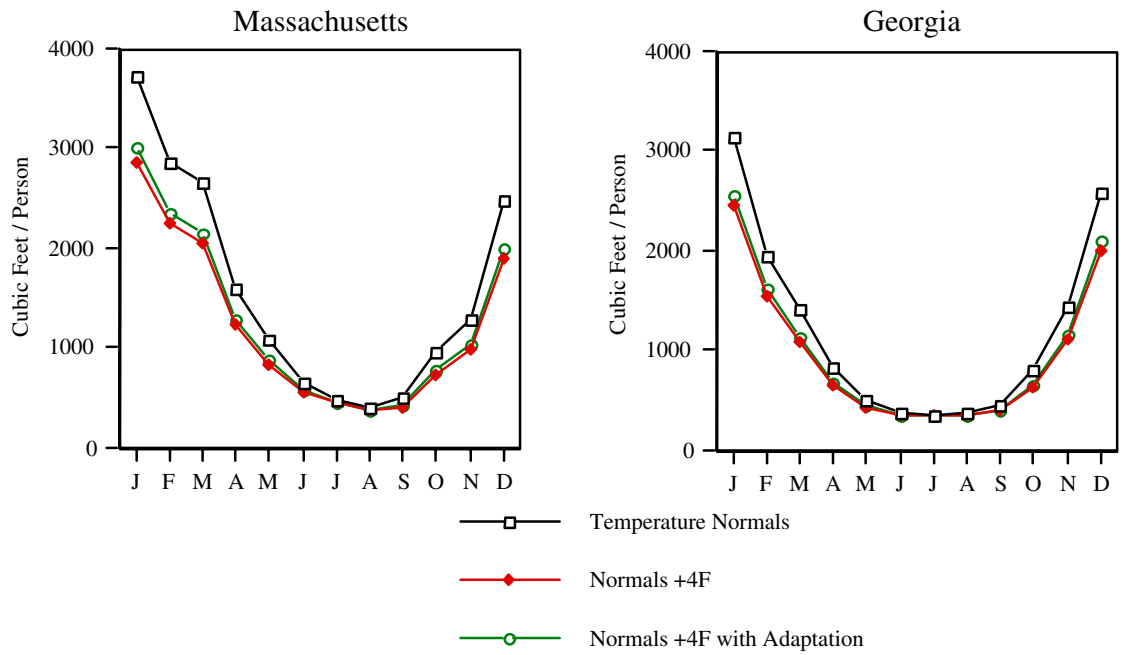 Massachusetts
Cubic Feet / Person
4000
3000
2000
1000
0
J F M A M J J A S O N D
Georgia
Cubic Feet / Person
4000
3000
2000
1000
0
J F M A M J J A S O N D
Temperature Normals
Normals +4F
Normals +4F with Adaptation